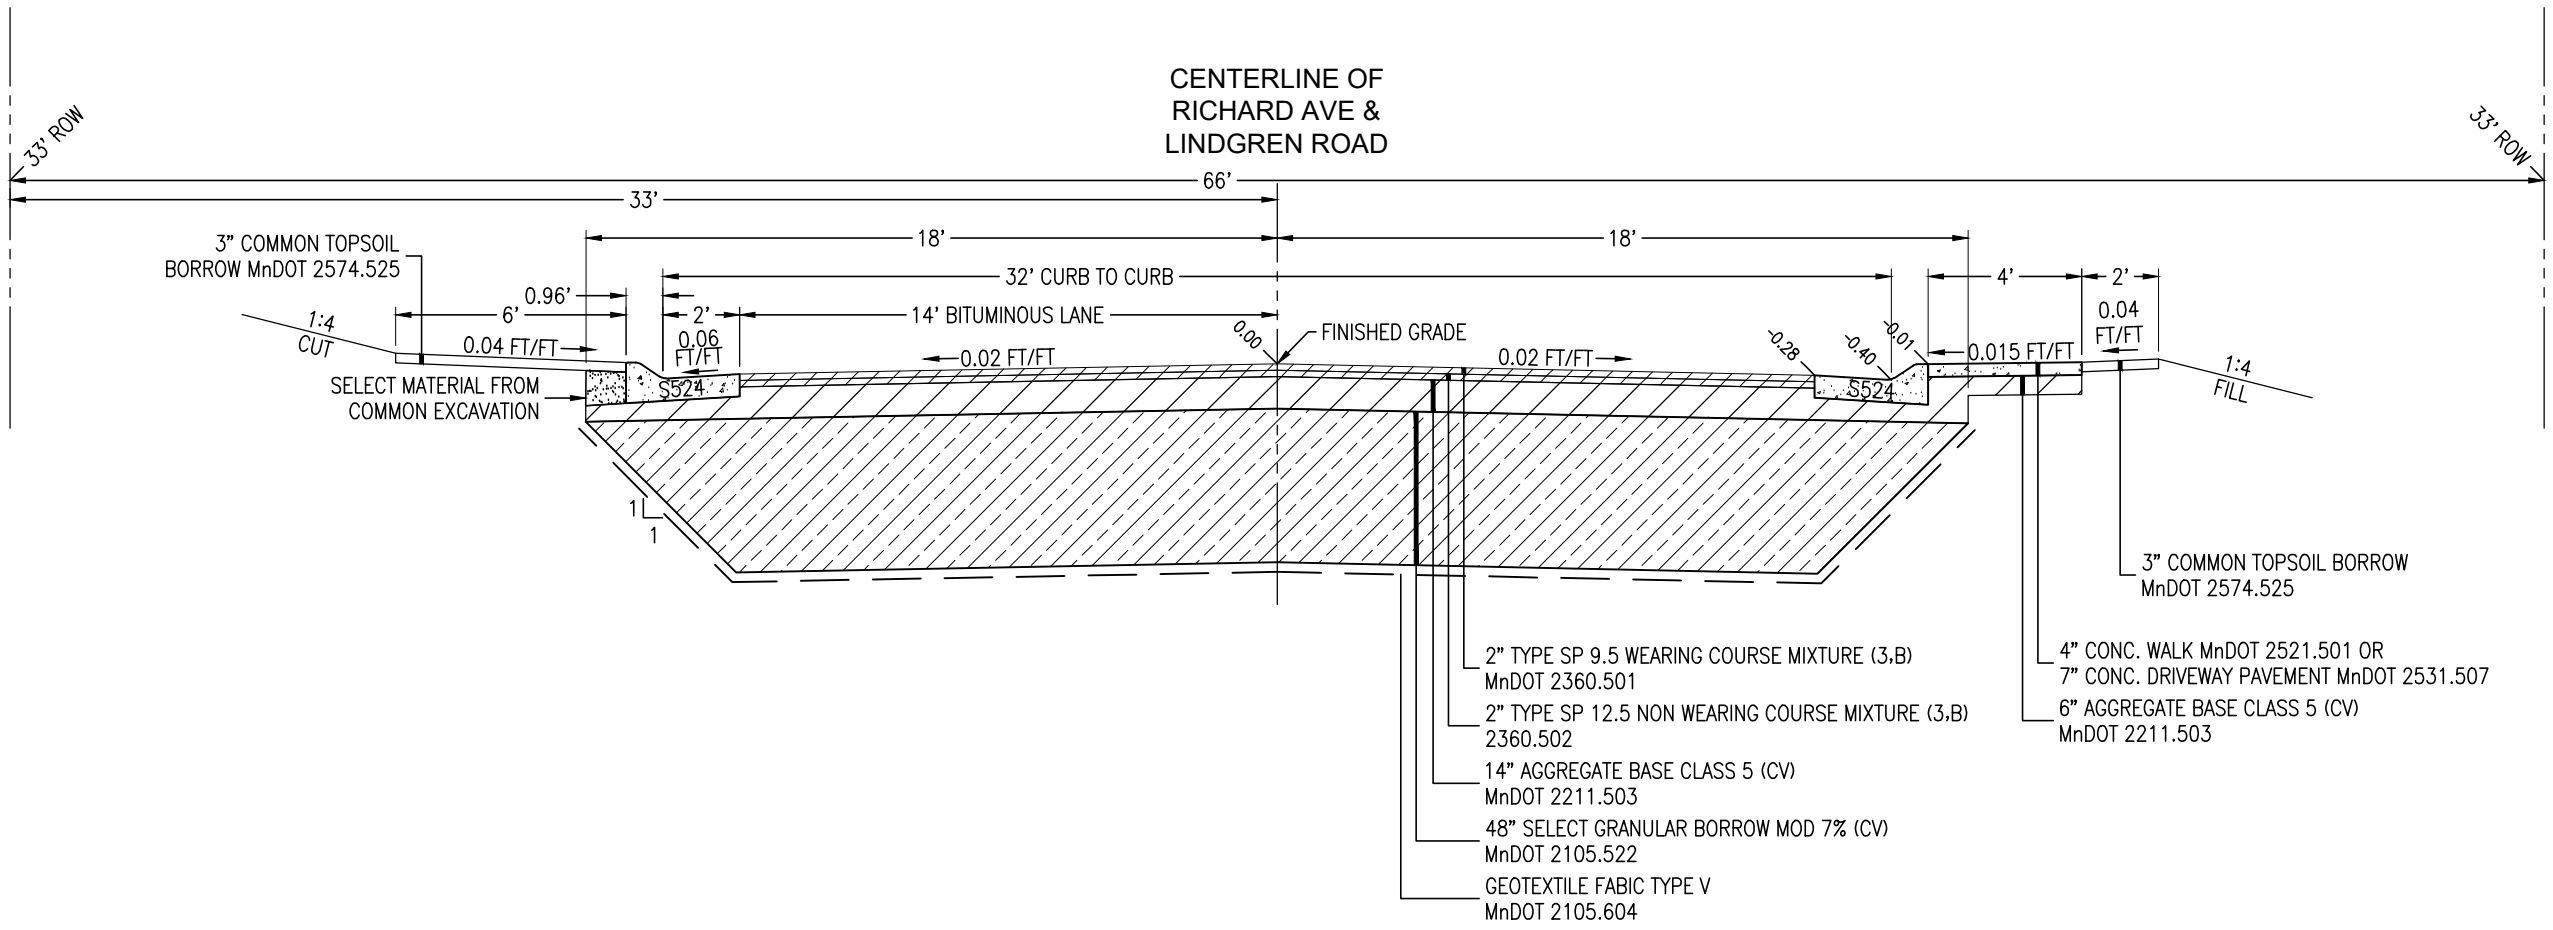 CENTERLINE OF
RICHARD AVE &
LINDGREN ROAD
33' ROW
33' ROW
66'
33'
18'
18'
3" COMMON TOPSOIL
BORROW MnDOT 2574.525
32' CURB TO CURB
4'
2'
0.96'
6'
2'
14' BITUMINOUS LANE
1:4
CUT
0.04 FT/FT
0.06
FT/FT
0.02 FT/FT
0.00
FINISHED GRADE
0.02 FT/FT
-0.28
-0.40
-0.01
0.015 FT/FT
0.04
FT/FT
1:4
FILL
SELECT MATERIAL FROM
COMMON EXCAVATION
S524
S524
1
1
3" COMMON TOPSOIL BORROW
MnDOT 2574.525
2" TYPE SP 9.5 WEARING COURSE MIXTURE (3,B)
MnDOT 2360.501
2" TYPE SP 12.5 NON WEARING COURSE MIXTURE (3,B)
2360.502
14" AGGREGATE BASE CLASS 5 (CV)
MnDOT 2211.503
48" SELECT GRANULAR BORROW MOD 7% (CV)
MnDOT 2105.522
GEOTEXTILE FABIC TYPE V
MnDOT 2105.604
4" CONC. WALK MnDOT 2521.501 OR
7" CONC. DRIVEWAY PAVEMENT MnDOT 2531.507
6" AGGREGATE BASE CLASS 5 (CV)
MnDOT 2211.503